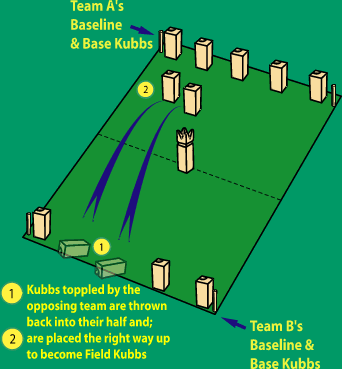 Team A's
Baseline
& Base Kubbs
2
1
1 Kubbs toppled by the
opposing team are thrown
back into their half and;
2 are placed the right way up
to become Field Kubbs
Team B's
Baseline &
Base Kubbs